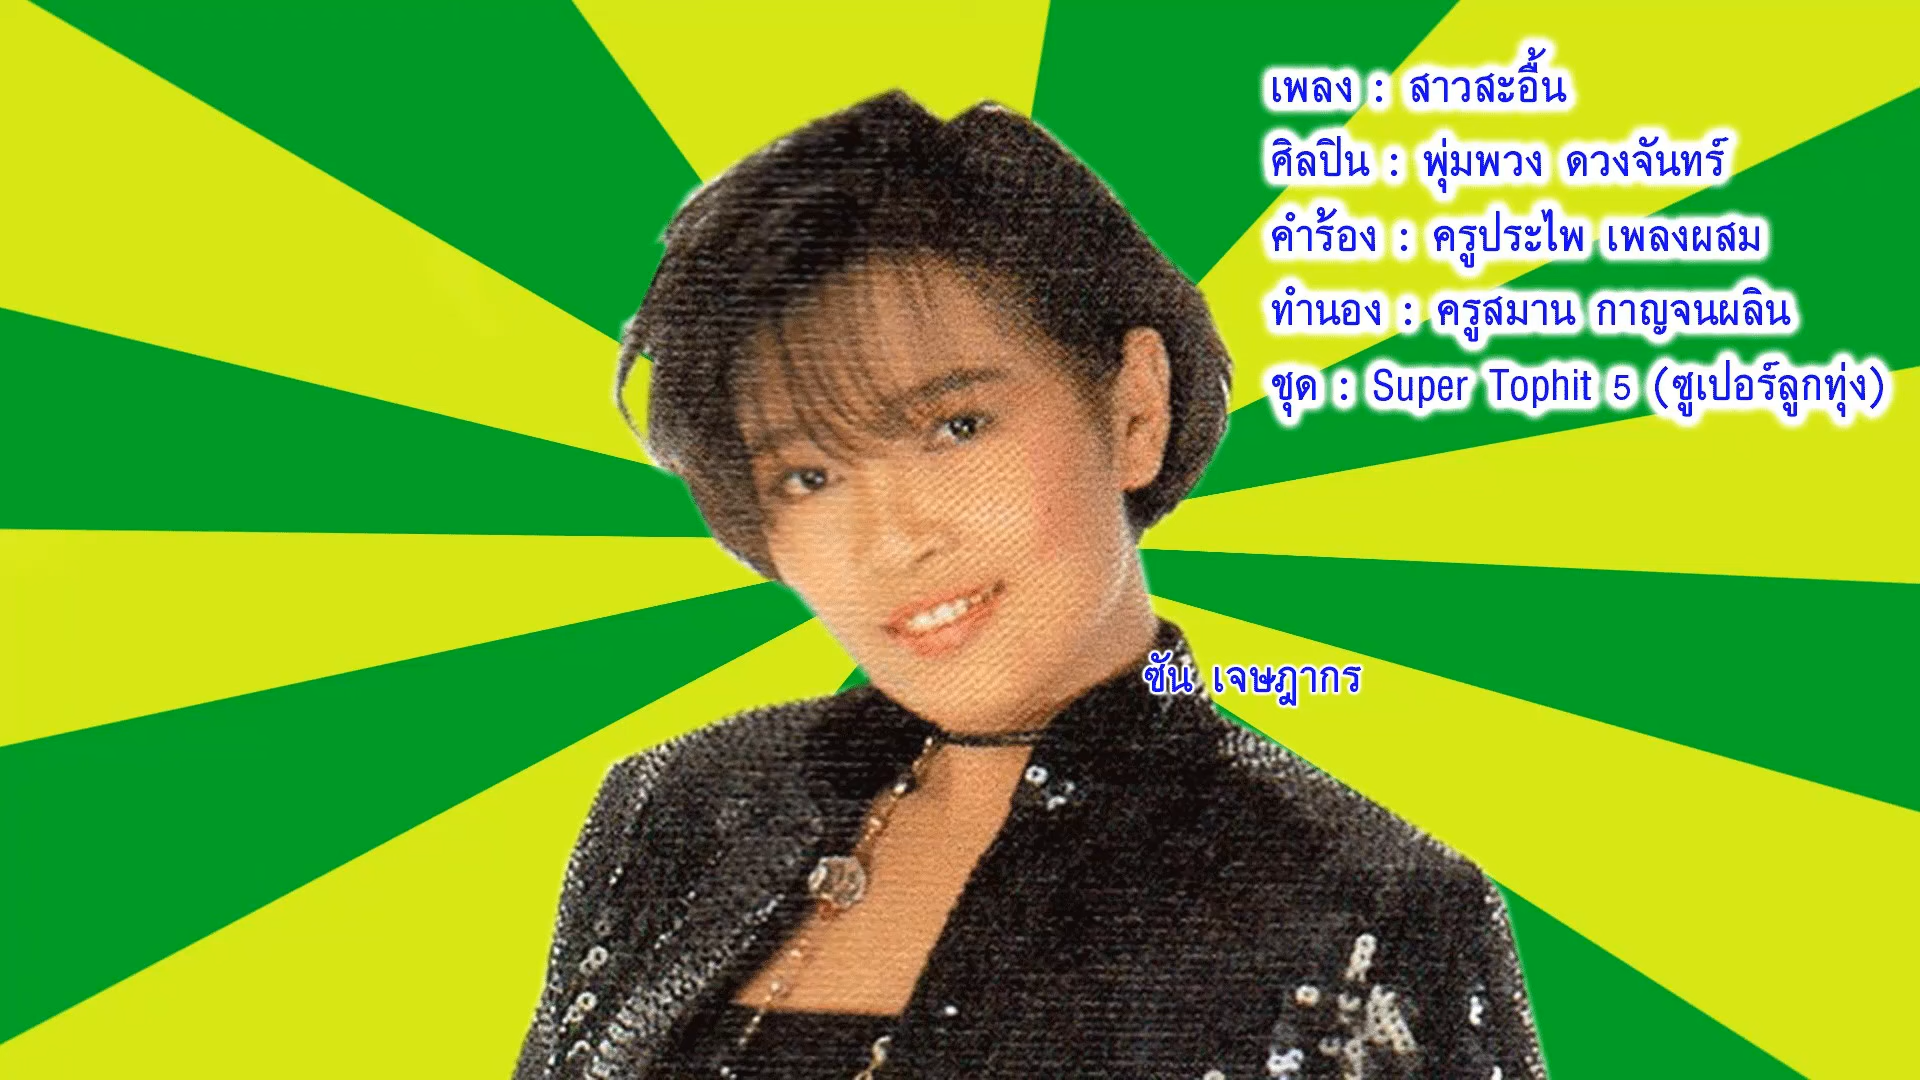 เพลง : สาวสะอื้น
ศิลปิน : พุ่มพวง ดวงจันทร์
คำร้อง : ครูประไพ เพลงผสม
ทำนอง : ครูสมาน กาญจนผลิน
ชุด : Super Tophit 5 (ซูเปอร์ลูกทุ่ง)
ซัน เจษฎากร